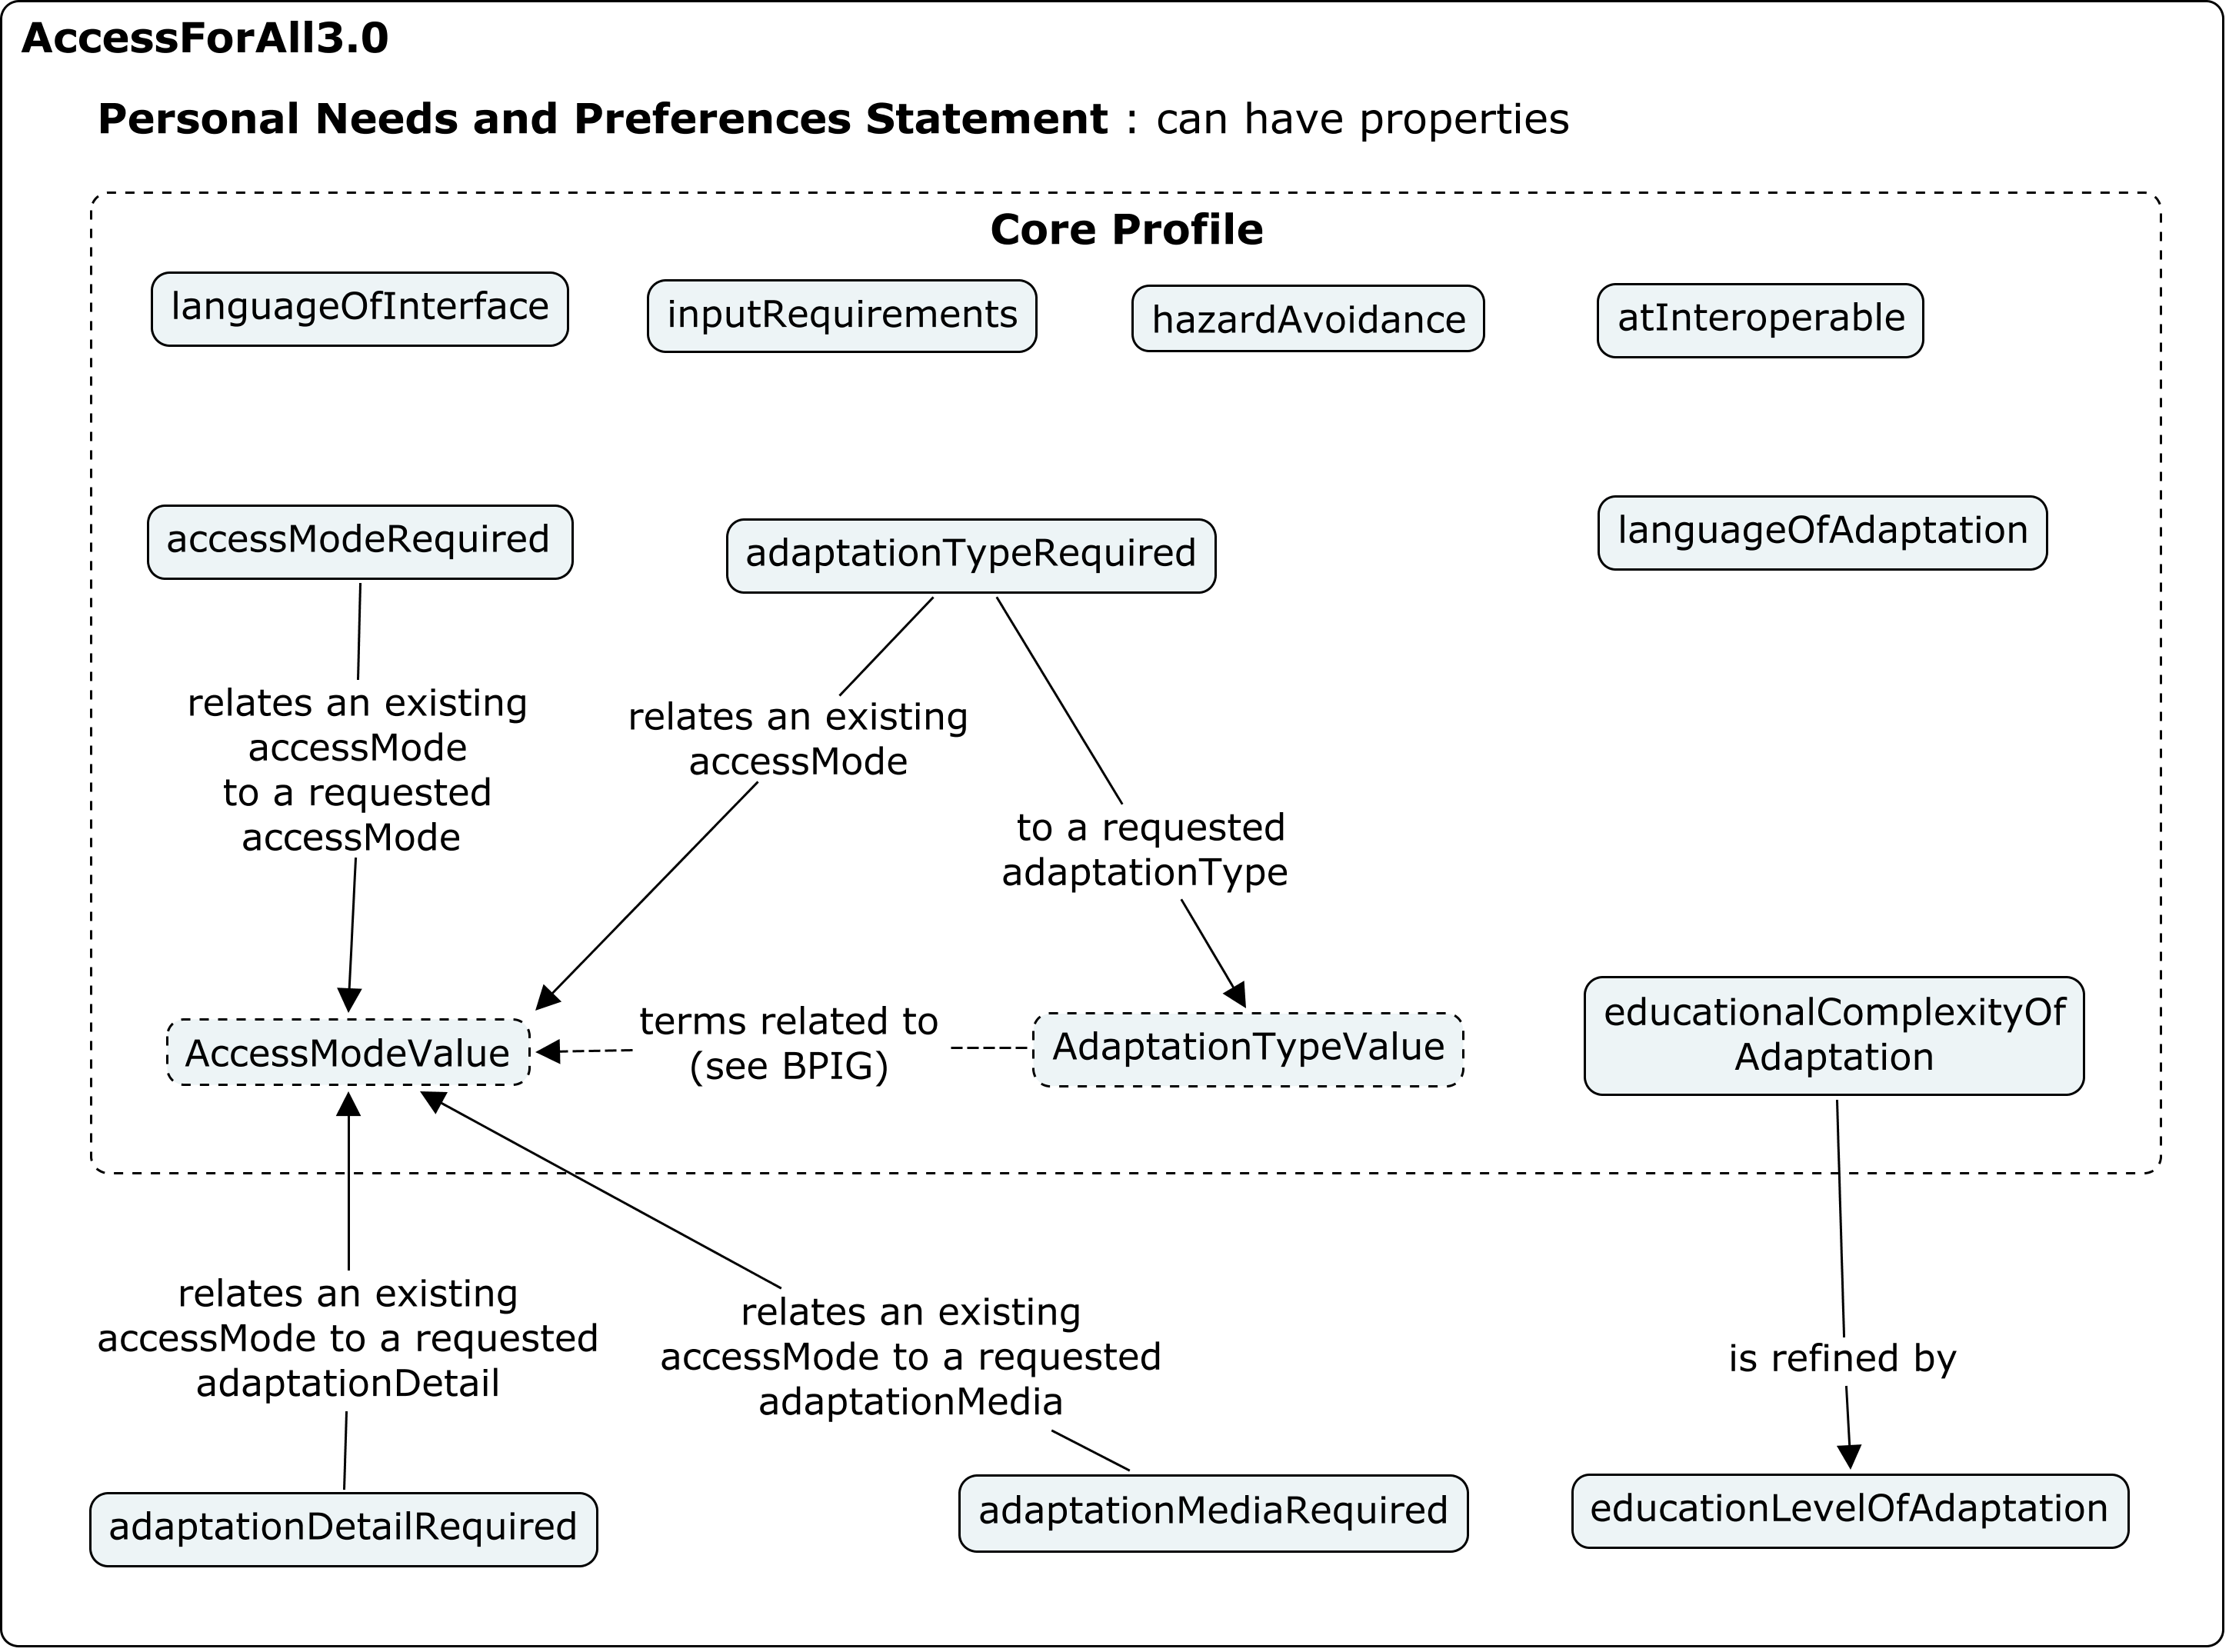 AccessForAll3.0
Personal Needs and Preferences Statement : can have properties
Core Profile
languageOfInterface
inputRequirements
hazardAvoidance
atInteroperable
accessModeRequired
adaptationTypeRequired
languageOfAdaptation
relates an existing
accessMode
to a requested
accessMode
relates an existing
accessMode
to a requested
adaptationType
AccessModeValue
terms related to
(see BPIG)
AdaptationTypeValue
educationalComplexityOf
Adaptation
relates an existing
accessMode to a requested
adaptationDetail
relates an existing
accessMode to a requested
adaptationMedia
is refined by
adaptationDetailRequired
adaptationMediaRequired
educationLevelOfAdaptation